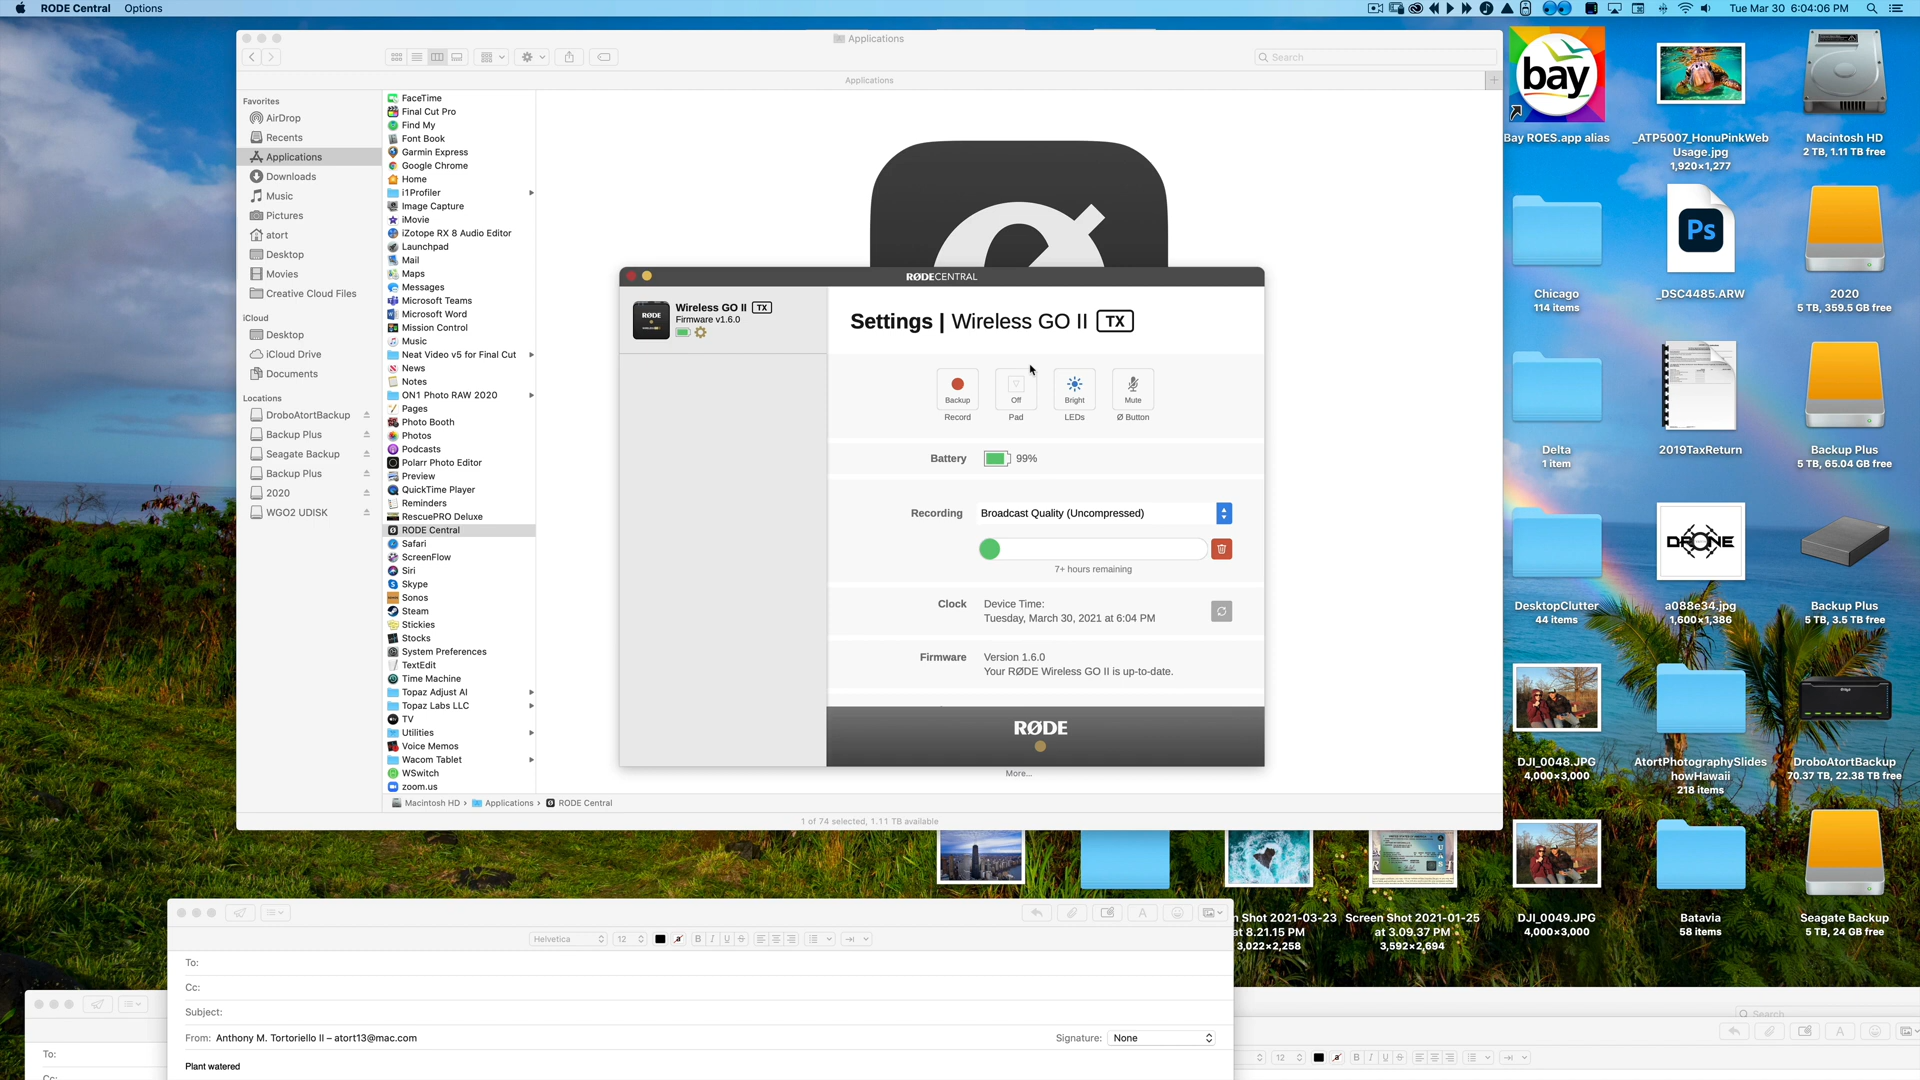 RODE Central Options
Tue Mar 30 6:04:06 PM
Applications
Search
Applications
Favorites
AirDrop
Recents
Applications
Downloads
Music
Pictures
atort
Desktop
Movies
Creative Cloud Files
iCloud
Desktop
iCloud Drive
Documents
Locations
DroboAtortBackup
Backup Plus
Seagate Backup
Backup Plus
2020
WGO2 UDISK
FaceTime
Final Cut Pro
Find My
Font Book
Garmin Express
Google Chrome
Home
i1Profiler
Image Capture
iMovie
iZotope RX 8 Audio Editor
Launchpad
Mail
Maps
Messages
Microsoft Teams
Microsoft Word
Mission Control
Music
Neat Video v5 for Final Cut
News
Notes
ON1 Photo RAW 2020
Pages
Photo Booth
Photos
Podcasts
Polarr Photo Editor
Preview
QuickTime Player
Reminders
RescuePRO Deluxe
RODE Central
Safari
ScreenFlow
Siri
Skype
Sonos
Steam
Stickies
Stocks
System Preferences
TextEdit
Time Machine
Topaz Adjust AI
Topaz Labs LLC
TV
Utilities
Voice Memos
Wacom Tablet
WSwitch
zoom.us
RØDECENTRAL
RØDE
Wireless GO II TX
Firmware v1.6.0
Settings | Wireless GO II TX
Backup
Off
Bright
Mute
Record
Pad
LEDs
Ø Button
Battery 99%
Recording Broadcast Quality (Uncompressed)
7+ hours remaining
Clock Device Time:
Tuesday, March 30, 2021 at 6:04 PM
Firmware Version 1.6.0
Your RØDE Wireless GO II is up-to-date.
RØDE
More...
Macintosh HD › Applications › RODE Central
1 of 74 selected, 1.11 TB available
bay
Bay ROES.app alias
_ATP5007_HonuPinkWeb
Usage.jpg
1,920×1,277
Macintosh HD
2 TB, 1.11 TB free
Chicago
114 items
Ps
_DSC4485.ARW
2020
5 TB, 359.5 GB free
Delta
1 item
2019TaxReturn
Backup Plus
5 TB, 65.04 GB free
DesktopClutter
44 items
DRONE
a088e34.jpg
1,600×1,386
Backup Plus
5 TB, 3.5 TB free
DJI_0048.JPG
4,000×3,000
AtortPhotographySlides
howHawaii
218 items
DroboAtortBackup
70.37 TB, 22.38 TB free
n Shot 2021-03-23
at 8.21.15 PM
3,022×2,258
Screen Shot 2021-01-25
at 3.09.37 PM
3,592×2,694
DJI_0049.JPG
4,000×3,000
Batavia
58 items
Seagate Backup
5 TB, 24 GB free
Helvetica 12 a B I U S
To:
Cc:
Subject:
From: Anthony M. Tortoriello II – atort13@mac.com
Signature: None
Plant watered
To:
Cc:
Search
12 a B I U S